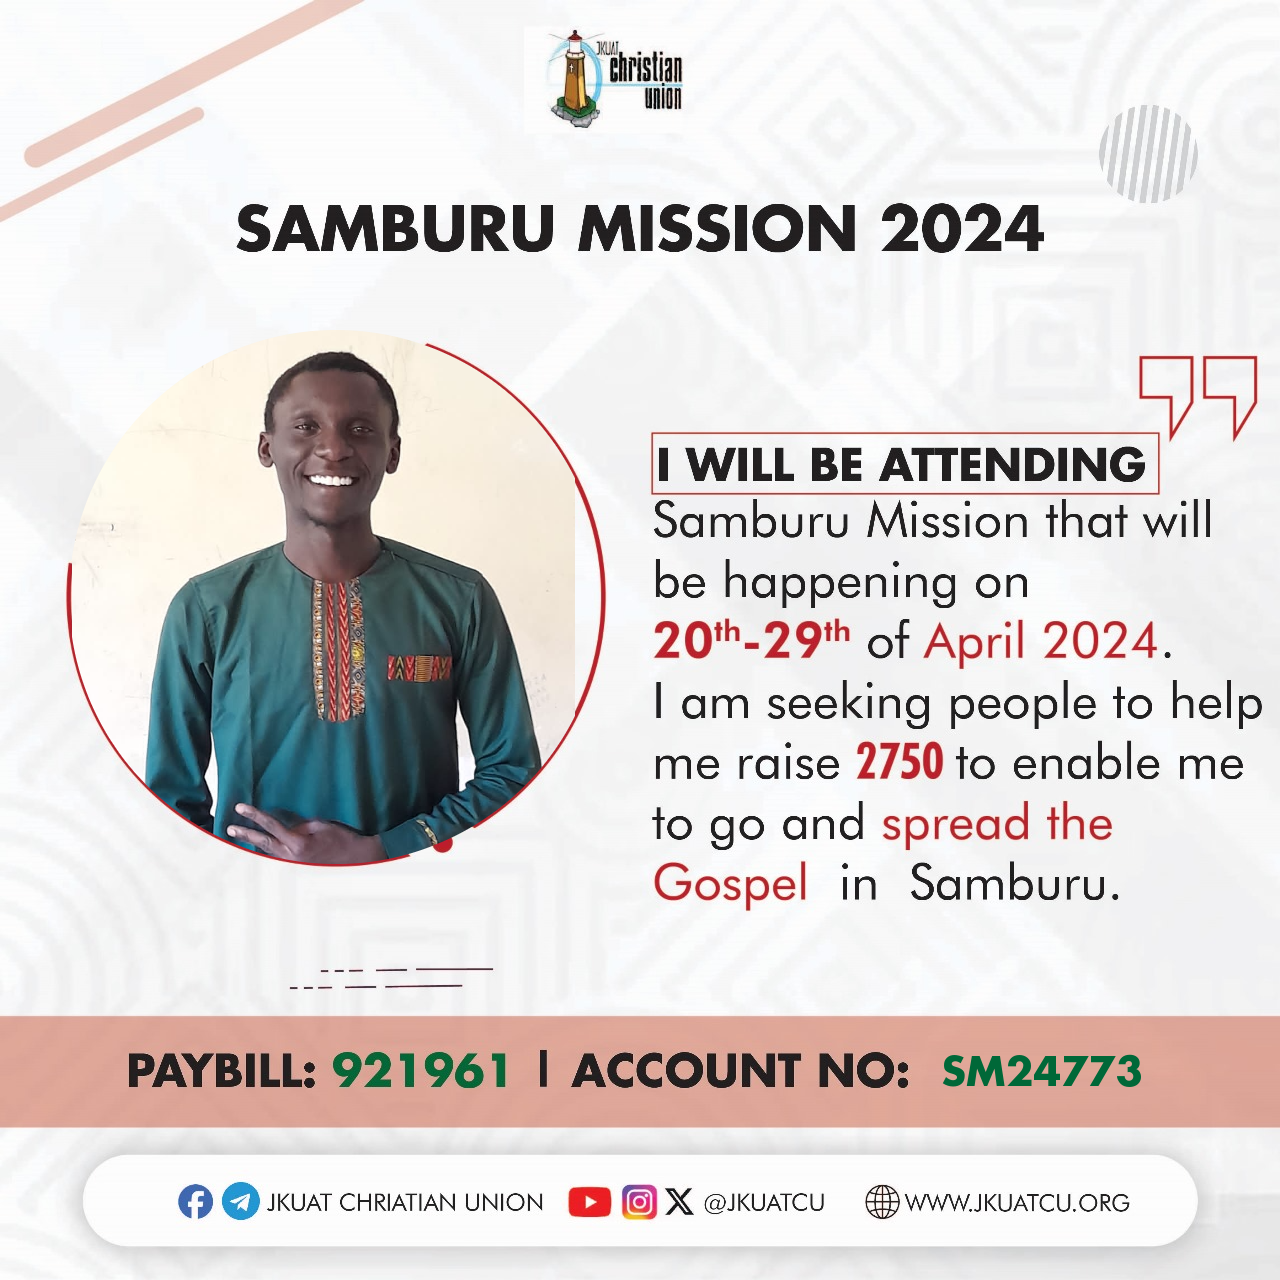 JKUAT
christian
union
SAMBURU MISSION 2024
I WILL BE ATTENDING
Samburu Mission that will
be happening on
20th-29th of April 2024.
I am seeking people to help
me raise 2750 to enable me
to go and spread the
Gospel in Samburu.
PAYBILL: 921961 | ACCOUNT NO: SM24773
JKUAT CHRIATIAN UNION @JKUATCU WWW.JKUATCU.ORG